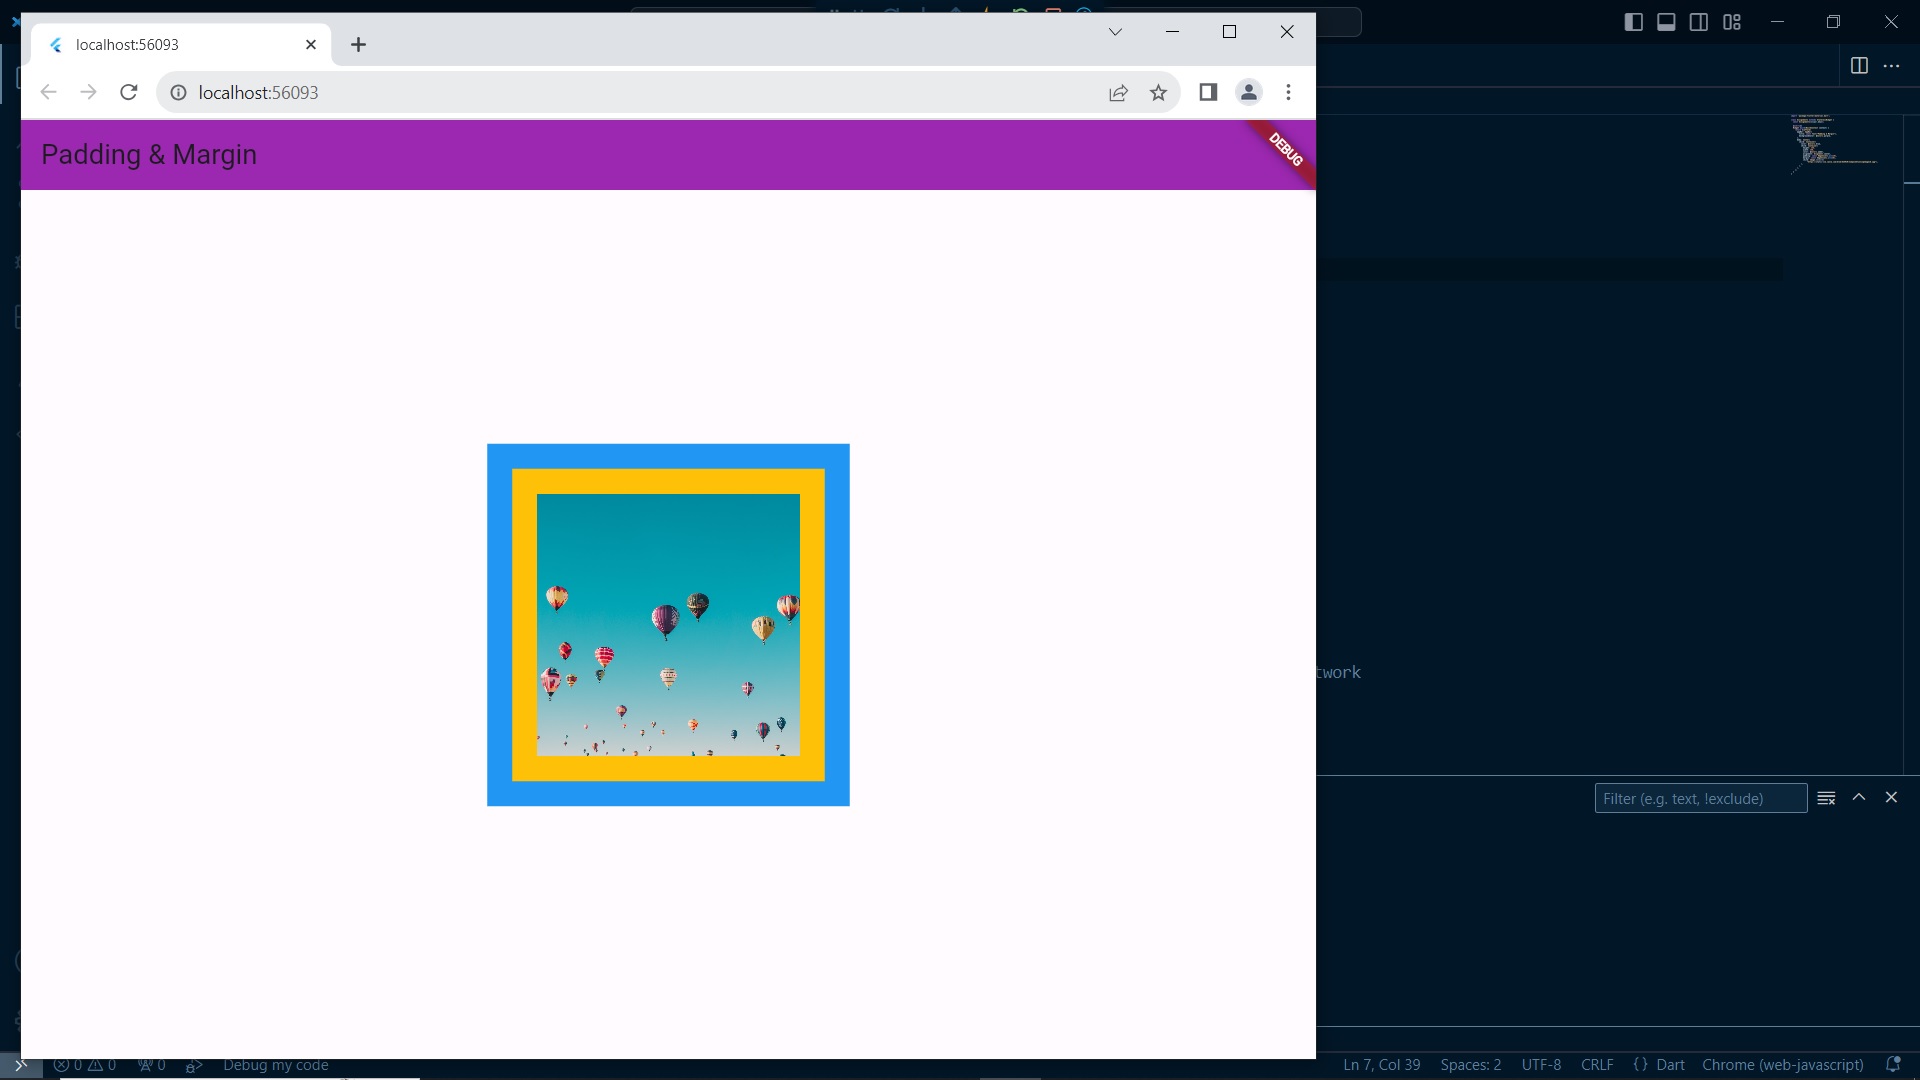 localhost:56093
localhost:56093
Padding & Margin
DEBUG
twork
Filter (e.g. text, !exclude)
0 0 0 Debug my code
Ln 7, Col 39 Spaces: 2 UTF-8 CRLF {} Dart Chrome (web-javascript)